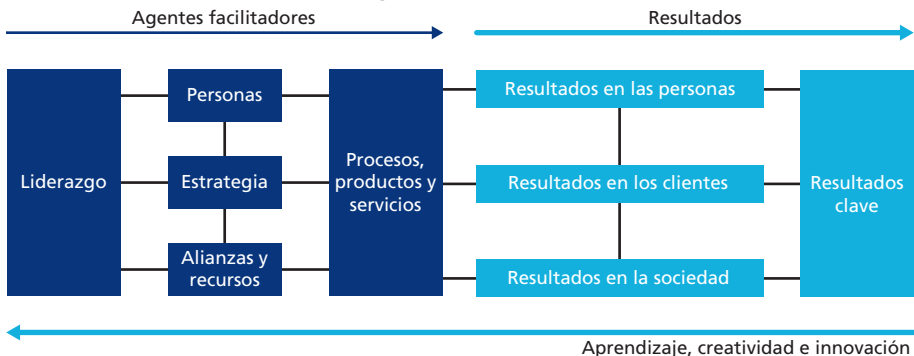 Agentes facilitadores
Resultados
Liderazgo
Personas
Estrategia
Alianzas y
recursos
Procesos,
productos y
servicios
Resultados en las personas
Resultados en los clientes
Resultados en la sociedad
Resultados
clave
Aprendizaje, creatividad e innovación